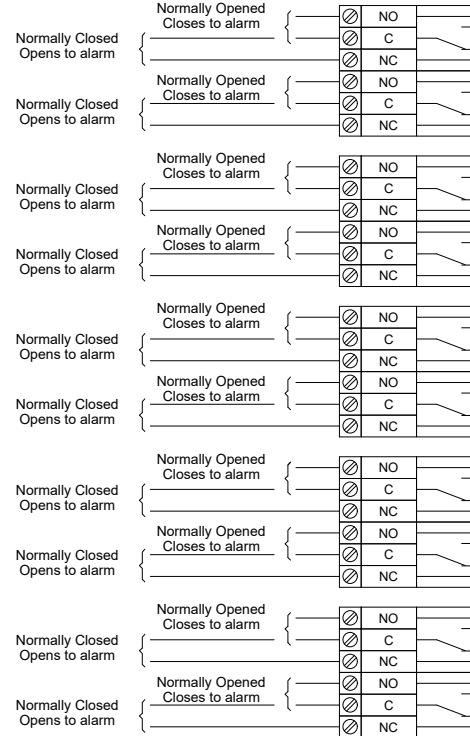 Normally Opened
Closes to alarm
NO
Normally Closed
Opens to alarm
C
NC
Normally Opened
Closes to alarm
NO
Normally Closed
Opens to alarm
C
NC
Normally Opened
Closes to alarm
NO
Normally Closed
Opens to alarm
C
NC
Normally Opened
Closes to alarm
NO
Normally Closed
Opens to alarm
C
NC
Normally Opened
Closes to alarm
NO
Normally Closed
Opens to alarm
C
NC
Normally Opened
Closes to alarm
NO
Normally Closed
Opens to alarm
C
NC
Normally Opened
Closes to alarm
NO
Normally Closed
Opens to alarm
C
NC
Normally Opened
Closes to alarm
NO
Normally Closed
Opens to alarm
C
NC
Normally Opened
Closes to alarm
NO
Normally Closed
Opens to alarm
C
NC
Normally Opened
Closes to alarm
NO
Normally Closed
Opens to alarm
C
NC